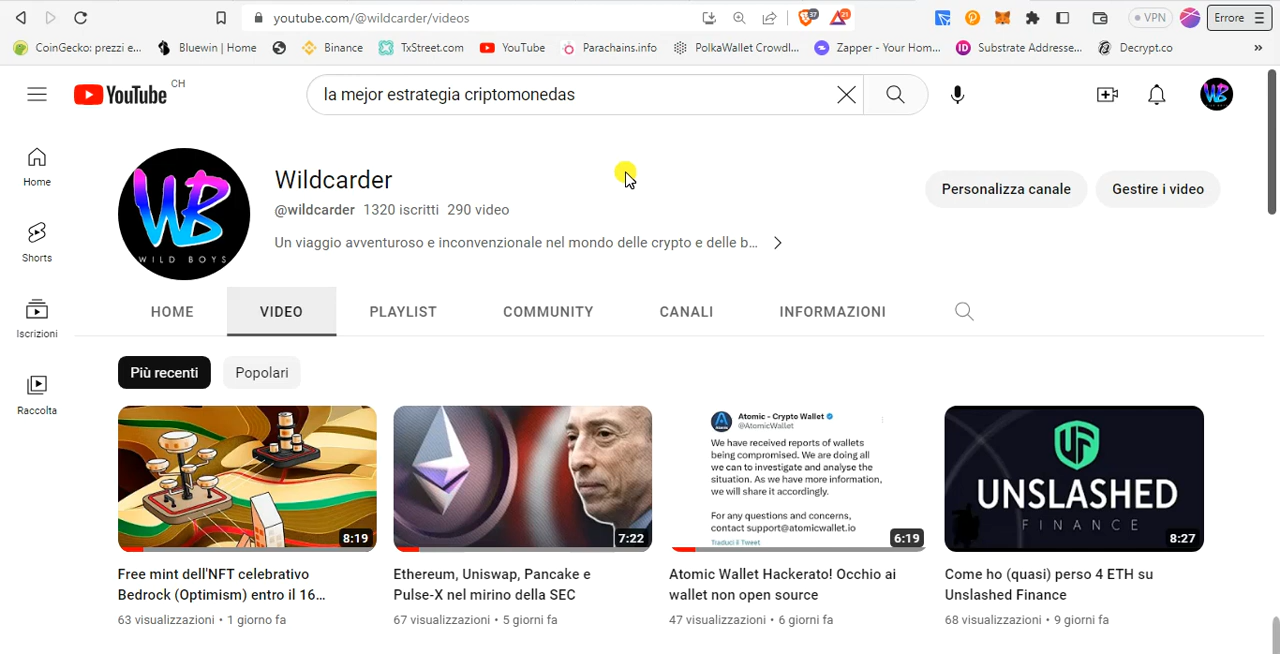 youtube.com/@wildcarder/videos
37
21
VPN
Errore
CoinGecko: prezzi e...
Bluewin | Home
Binance
TxStreet.com
YouTube
Parachains.info
PolkaWallet Crowdl...
Zapper - Your Hom...
ID
Substrate Addresse...
Decrypt.co
»
YouTube CH
la mejor estrategia criptomonedas
WB
Home
Shorts
Iscrizioni
Raccolta
WB
WILD BOYS
Wildcarder
@wildcarder 1320 iscritti 290 video
Un viaggio avventuroso e inconvenzionale nel mondo delle crypto e delle b...
Personalizza canale
Gestire i video
HOME
VIDEO
PLAYLIST
COMMUNITY
CANALI
INFORMAZIONI
Più recenti
Popolari
8:19
Free mint dell'NFT celebrativo
Bedrock (Optimism) entro il 16...
63 visualizzazioni • 1 giorno fa
7:22
Ethereum, Uniswap, Pancake e
Pulse-X nel mirino della SEC
67 visualizzazioni • 5 giorni fa
Atomic - Crypto Wallet
@AtomicWallet
We have received reports of wallets
being compromised. We are doing all
we can to investigate and analyse the
situation. As we have more information,
we will share it accordingly.
For any questions and concerns,
contact support@atomicwallet.io
Traduci il Tweet
6:19
Atomic Wallet Hackerato! Occhio ai
wallet non open source
47 visualizzazioni • 6 giorni fa
UF
UNSLASHED
FINANCE
8:27
Come ho (quasi) perso 4 ETH su
Unslashed Finance
68 visualizzazioni • 9 giorni fa